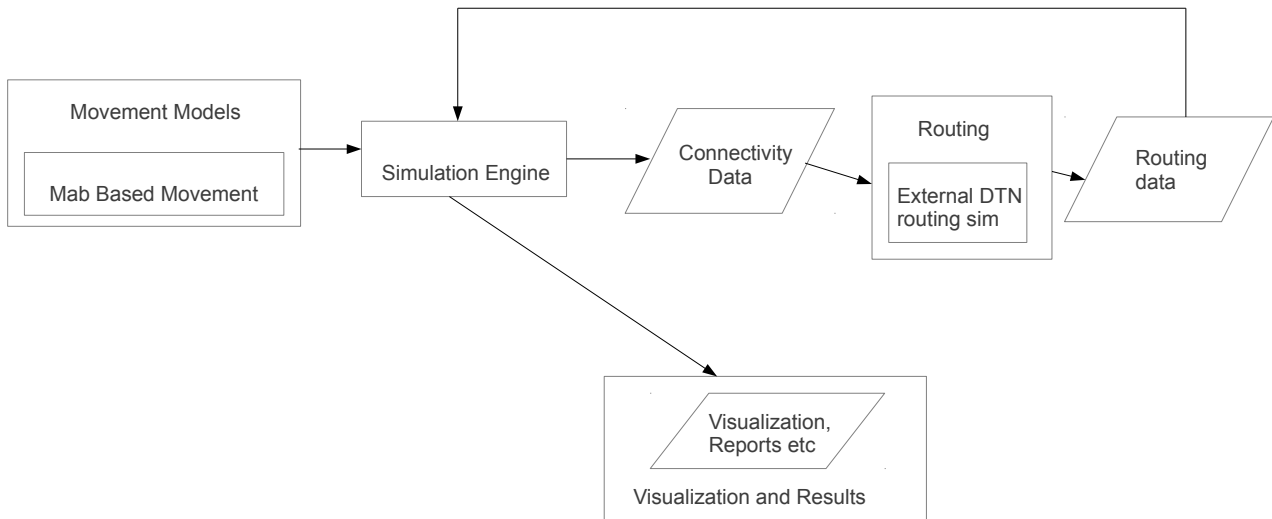 Movement Models
Mab Based Movement
Simulation Engine
Connectivity
Data
Routing
External DTN
routing sim
Routing
data
Visualization,
Reports etc
Visualization and Results